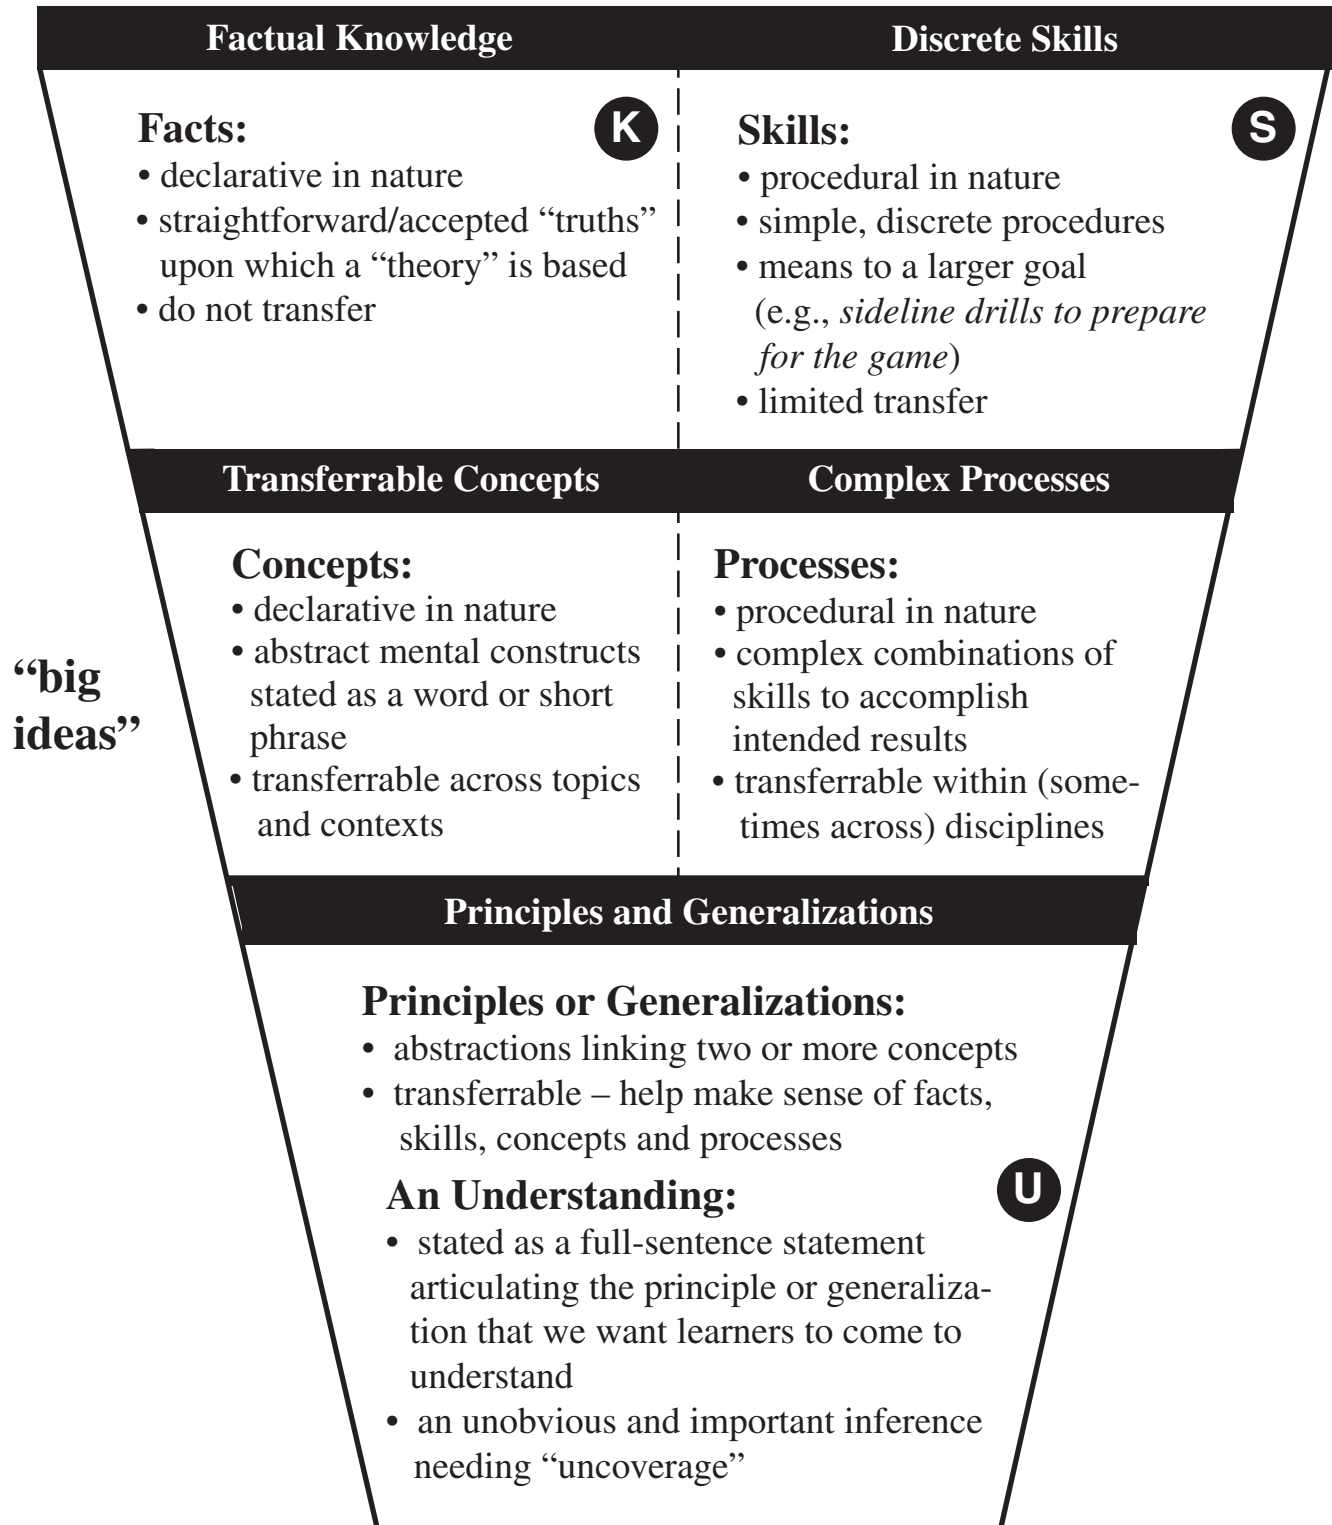 Factual Knowledge
Discrete Skills
Facts:
K
• declarative in nature
• straightforward/accepted “truths”
upon which a “theory” is based
• do not transfer
Skills:
S
• procedural in nature
• simple, discrete procedures
• means to a larger goal
(e.g., sideline drills to prepare
for the game)
• limited transfer
Transferrable Concepts
Complex Processes
“big
ideas”
Concepts:
• declarative in nature
• abstract mental constructs
stated as a word or short
phrase
• transferrable across topics
and contexts
Processes:
• procedural in nature
• complex combinations of
skills to accomplish
intended results
• transferrable within (some-
times across) disciplines
Principles and Generalizations
Principles or Generalizations:
• abstractions linking two or more concepts
• transferrable – help make sense of facts,
skills, concepts and processes
An Understanding:
U
• stated as a full-sentence statement
articulating the principle or generaliza-
tion that we want learners to come to
understand
• an unobvious and important inference
needing “uncoverage”